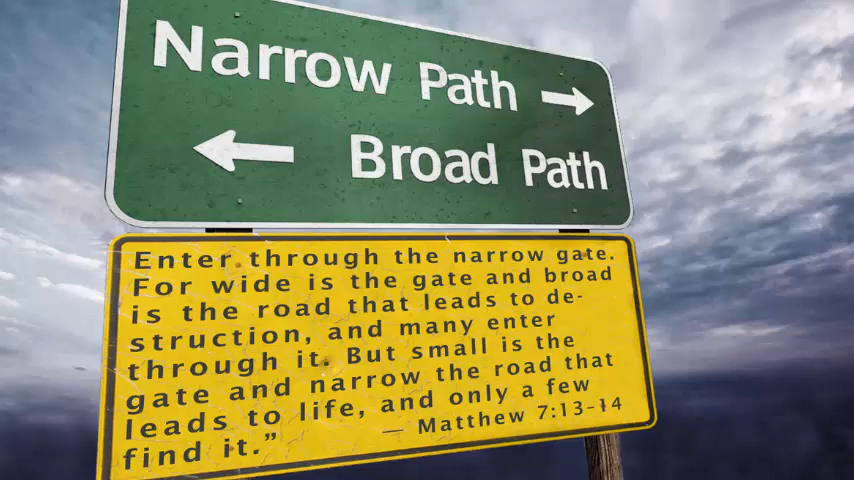 Narrow Path →
← Broad Path
Enter through the narrow gate.
For wide is the gate and broad
is the road that leads to de-
struction, and many enter
through it. But small is the
gate and narrow the road that
leads to life, and only a few
find it.” — Matthew 7:13-14